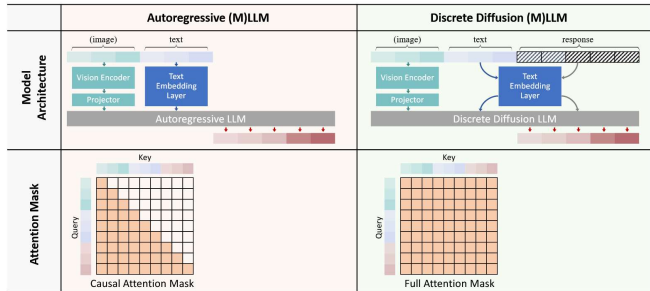 Autoregressive (M)LLM
Discrete Diffusion (M)LLM
Model
Architecture
(image)
text
Vision Encoder
Projector
Text
Embedding
Layer
Autoregressive LLM
(image)
text
response
Vision Encoder
Projector
Text
Embedding
Layer
Discrete Diffusion LLM
Attention Mask
Key
Query
Causal Attention Mask
Key
Query
Full Attention Mask